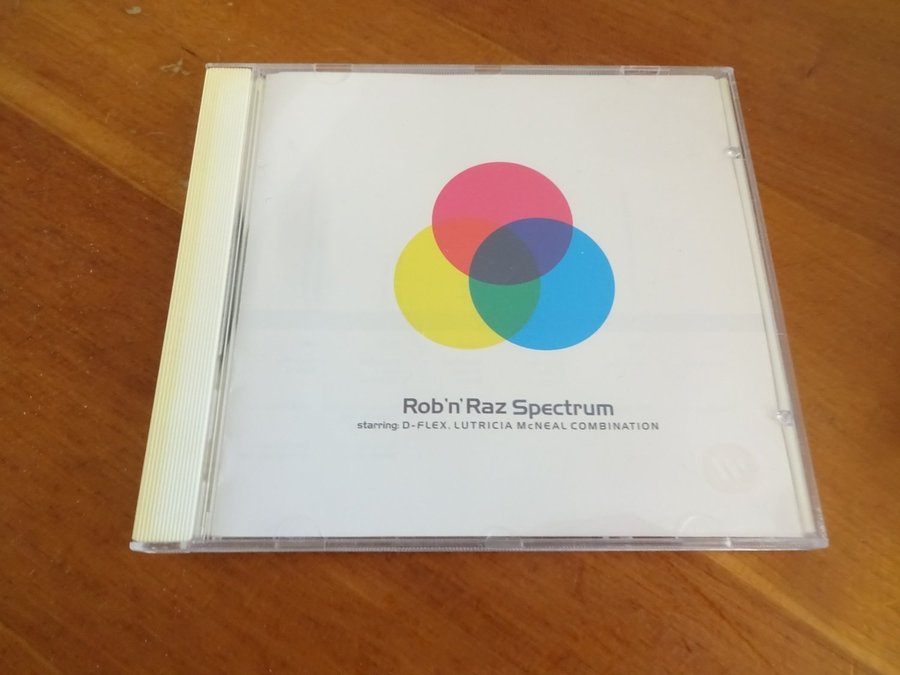 Rob'n'Raz Spectrum
starring: D-FLEX, LUTRICIA McNEAL COMBINATION